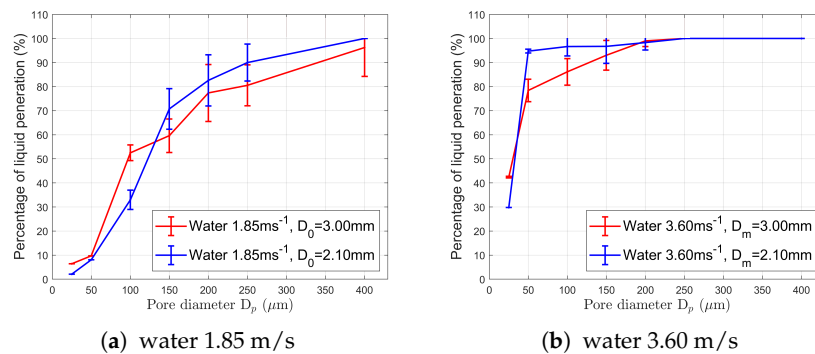 100
90
80
70
60
50
40
30
20
10
0
Percentage of liquid peneration (%)
0 50 100 150 200 250 300 350 400
Pore diameter D_p (μm)
Water 1.85ms⁻¹, D₀=3.00mm
Water 1.85ms⁻¹, D₀=2.10mm
(a) water 1.85 m/s
100
90
80
70
60
50
40
30
20
10
0
Percentage of liquid peneration (%)
0 50 100 150 200 250 300 350 400
Pore diameter D_p (μm)
Water 3.60ms⁻¹, D_m=3.00mm
Water 3.60ms⁻¹, D_m=2.10mm
(b) water 3.60 m/s